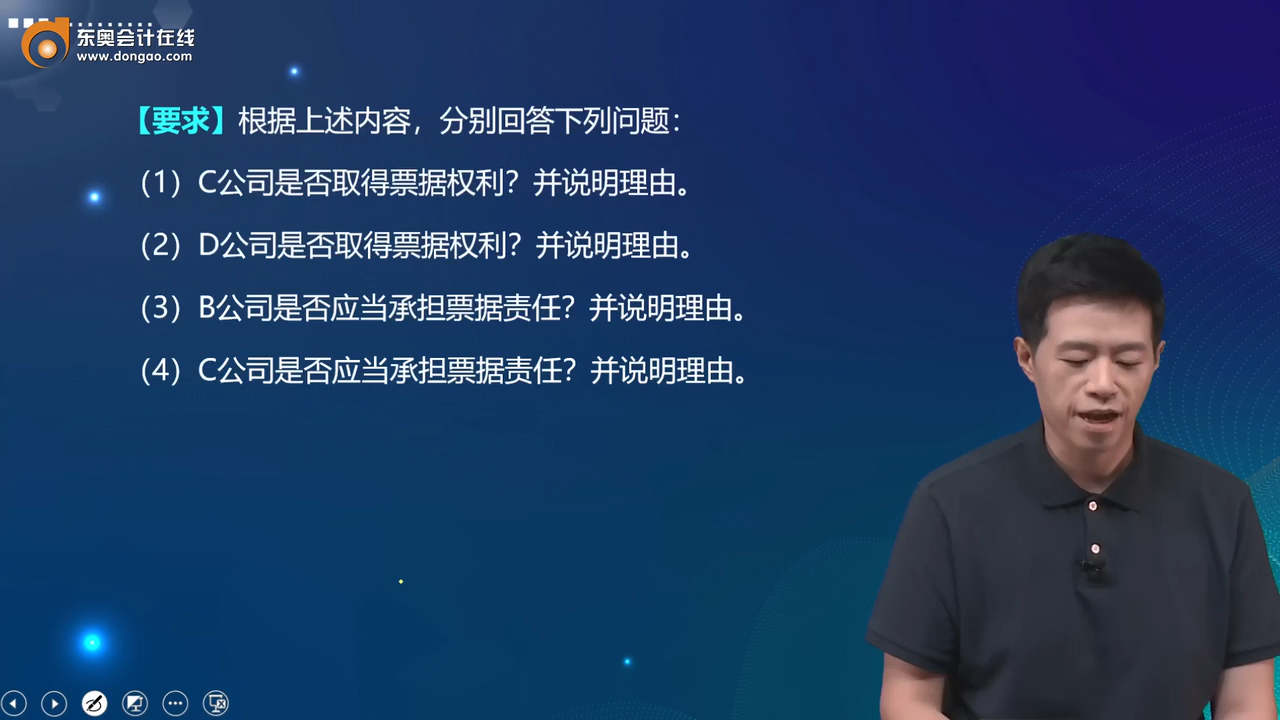 东奥会计在线
www.dongao.com
【要求】根据上述内容，分别回答下列问题：
（1）C公司是否取得票据权利？并说明理由。
（2）D公司是否取得票据权利？并说明理由。
（3）B公司是否应当承担票据责任？并说明理由。
（4）C公司是否应当承担票据责任？并说明理由。